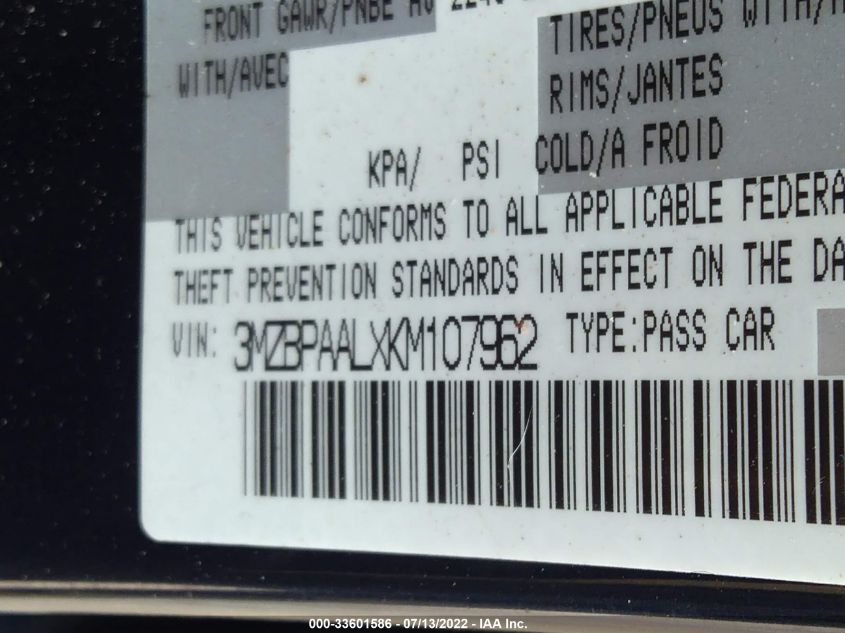 FRONT GAWR/PNBE AV
TIRES/PNEUS WITH/A
WITH/AVEC
RIMS/JANTES
KPA/ PSI COLD/A FROID
THIS VEHICLE CONFORMS TO ALL APPLICABLE FEDERA
THEFT PREVENTION STANDARDS IN EFFECT ON THE DA
VIN: 3MZBPAALXKM107962 TYPE:PASS CAR
000-33601586 - 07/13/2022 - IAA Inc.